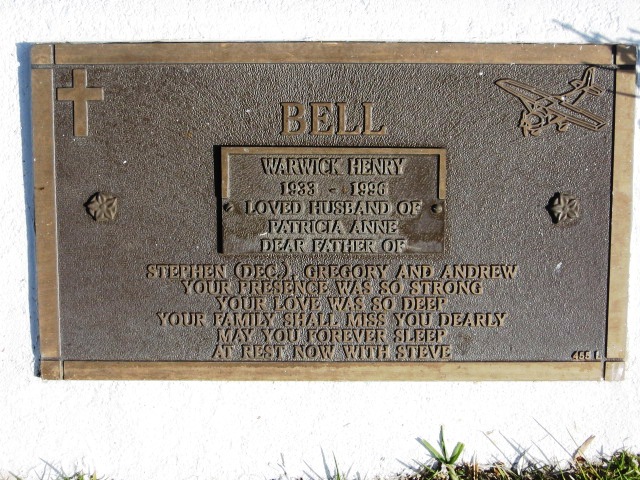 BELL
WARWICK HENRY
1933 - 1996
LOVED HUSBAND OF
PATRICIA ANNE
DEAR FATHER OF
STEPHEN (DEC.), GREGORY AND ANDREW
YOUR PRESENCE WAS SO STRONG
YOUR LOVE WAS SO DEEP
YOUR FAMILY SHALL MISS YOU DEARLY
MAY YOU FOREVER SLEEP
AT REST NOW WITH STEVE